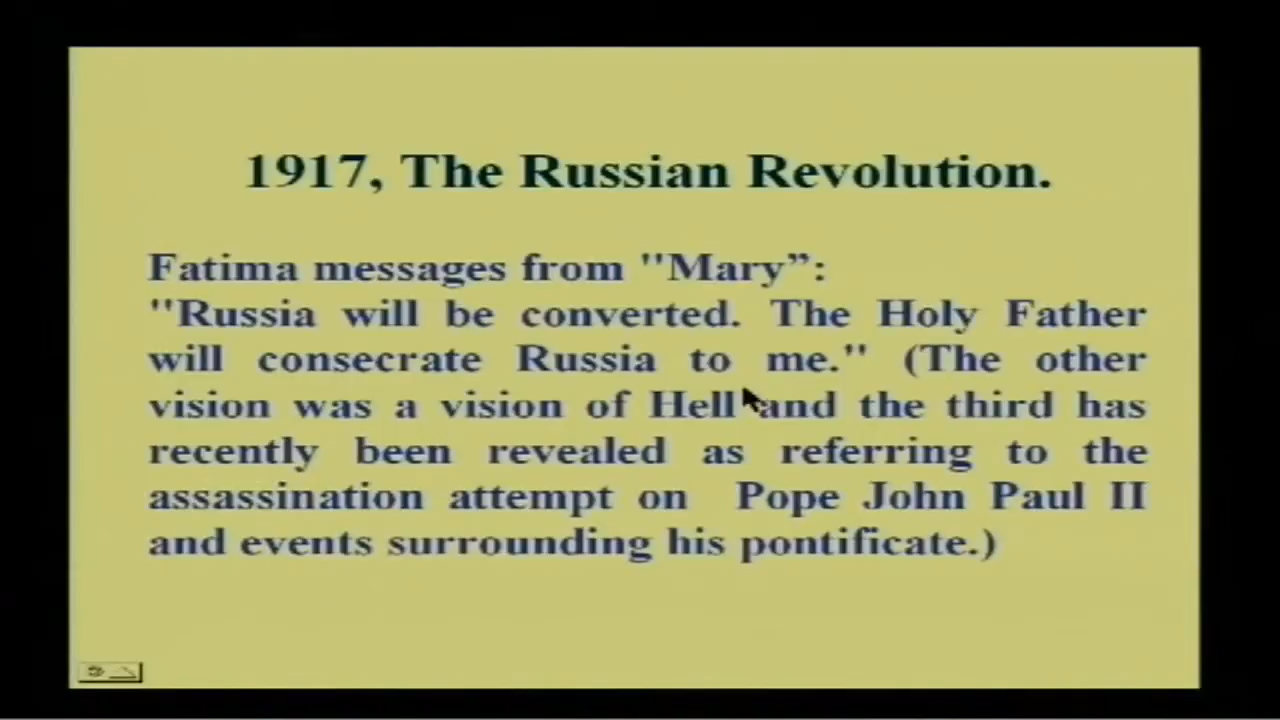 1917, The Russian Revolution.
Fatima messages from "Mary”:
"Russia will be converted. The Holy Father
will consecrate Russia to me." (The other
vision was a vision of Hell and the third has
recently been revealed as referring to the
assassination attempt on Pope John Paul II
and events surrounding his pontificate.)